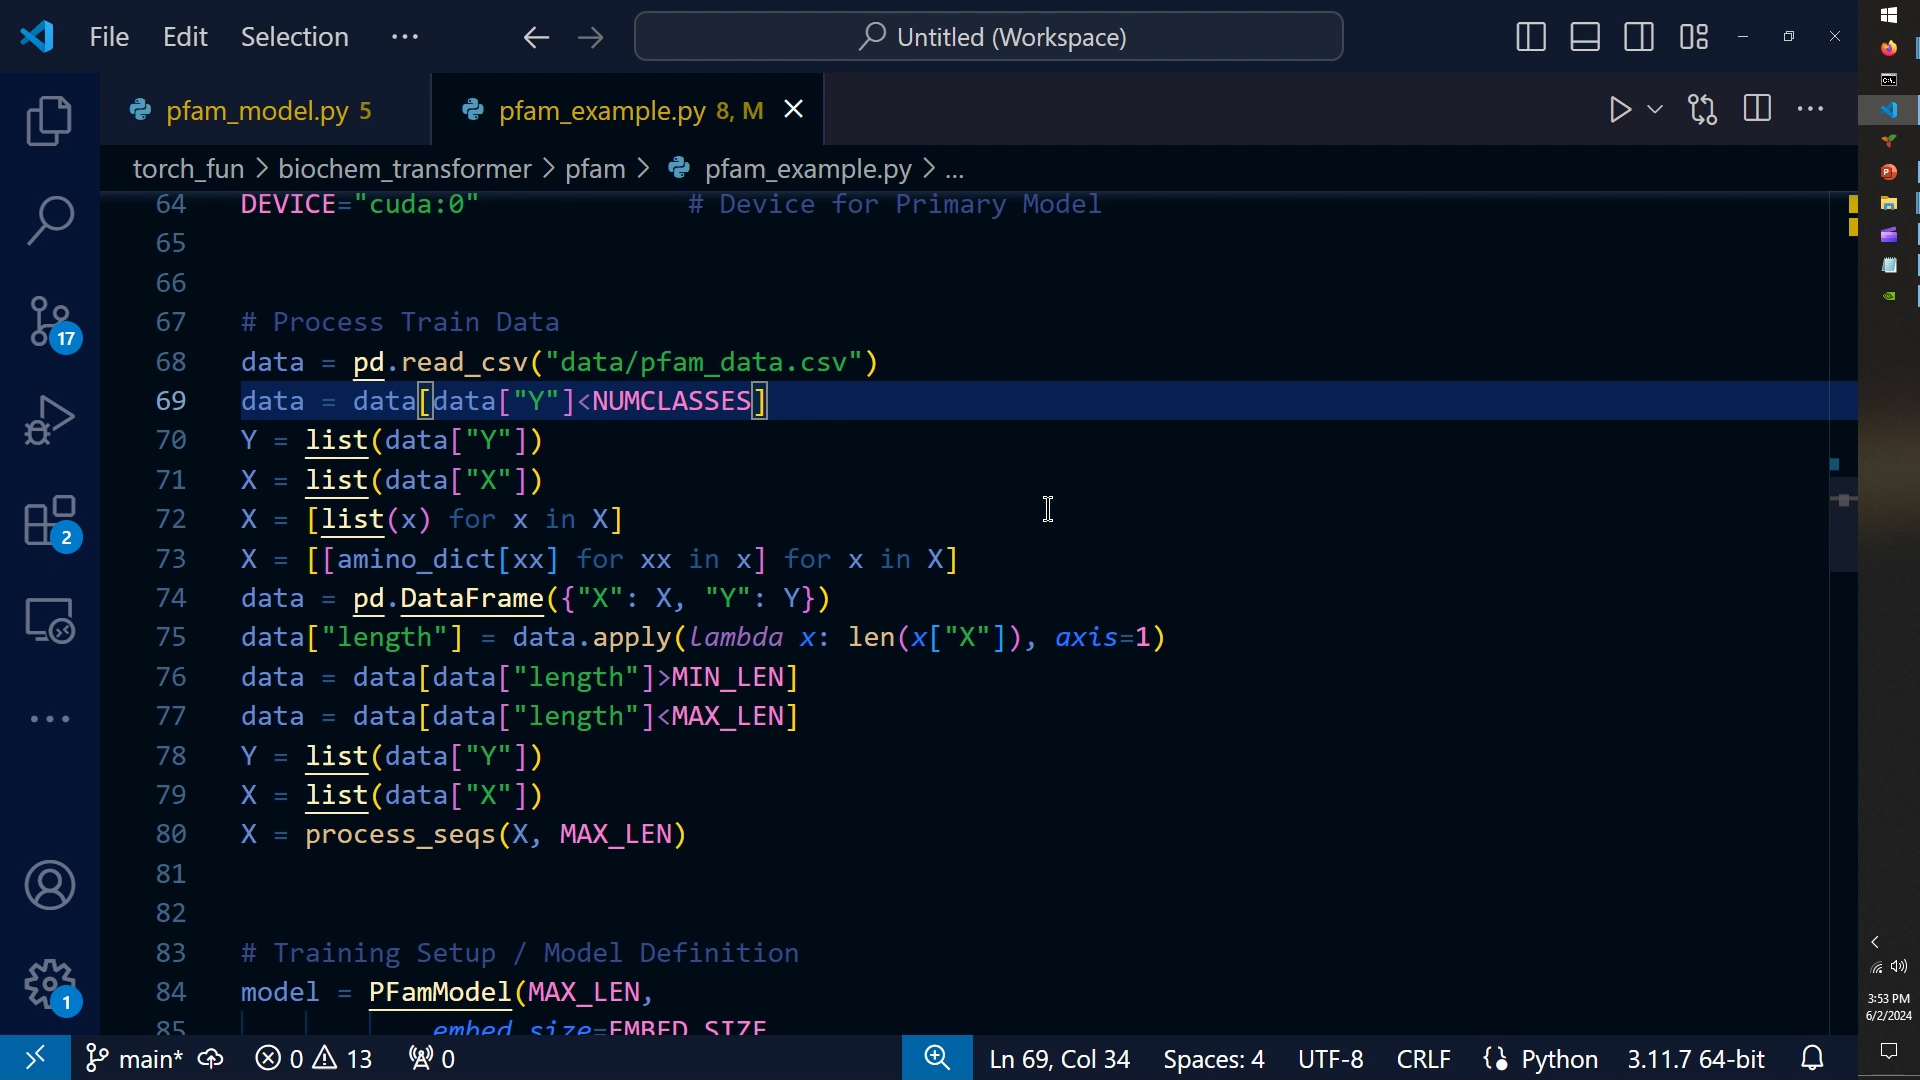 File Edit Selection ··· Untitled (Workspace)
pfam_model.py 5 pfam_example.py 8, M
torch_fun > biochem_transformer > pfam > pfam_example.py > ...
64 DEVICE="cuda:0" # Device for Primary Model
65
66
67 # Process Train Data
68 data = pd.read_csv("data/pfam_data.csv")
69 data = data[data["Y"]<NUMCLASSES]
70 Y = list(data["Y"])
71 X = list(data["X"])
72 X = [list(x) for x in X]
73 X = [[amino_dict[xx] for xx in x] for x in X]
74 data = pd.DataFrame({"X": X, "Y": Y})
75 data["length"] = data.apply(lambda x: len(x["X"]), axis=1)
76 data = data[data["length"]>MIN_LEN]
77 data = data[data["length"]<MAX_LEN]
78 Y = list(data["Y"])
79 X = list(data["X"])
80 X = process_seqs(X, MAX_LEN)
81
82
83 # Training Setup / Model Definition
84 model = PFamModel(MAX_LEN,
85 embed_size=EMBED_SIZE
17
2
1
main* 0 13 0 Ln 69, Col 34 Spaces: 4 UTF-8 CRLF Python 3.11.7 64-bit
3:53 PM
6/2/2024